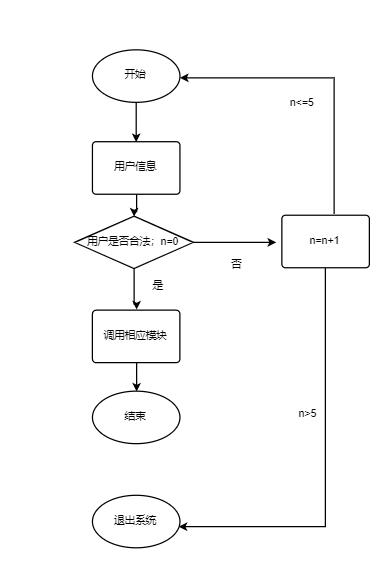 开始
n<=5
用户信息
用户是否合法；n=0
n=n+1
否
是
调用相应模块
结束
n>5
退出系统